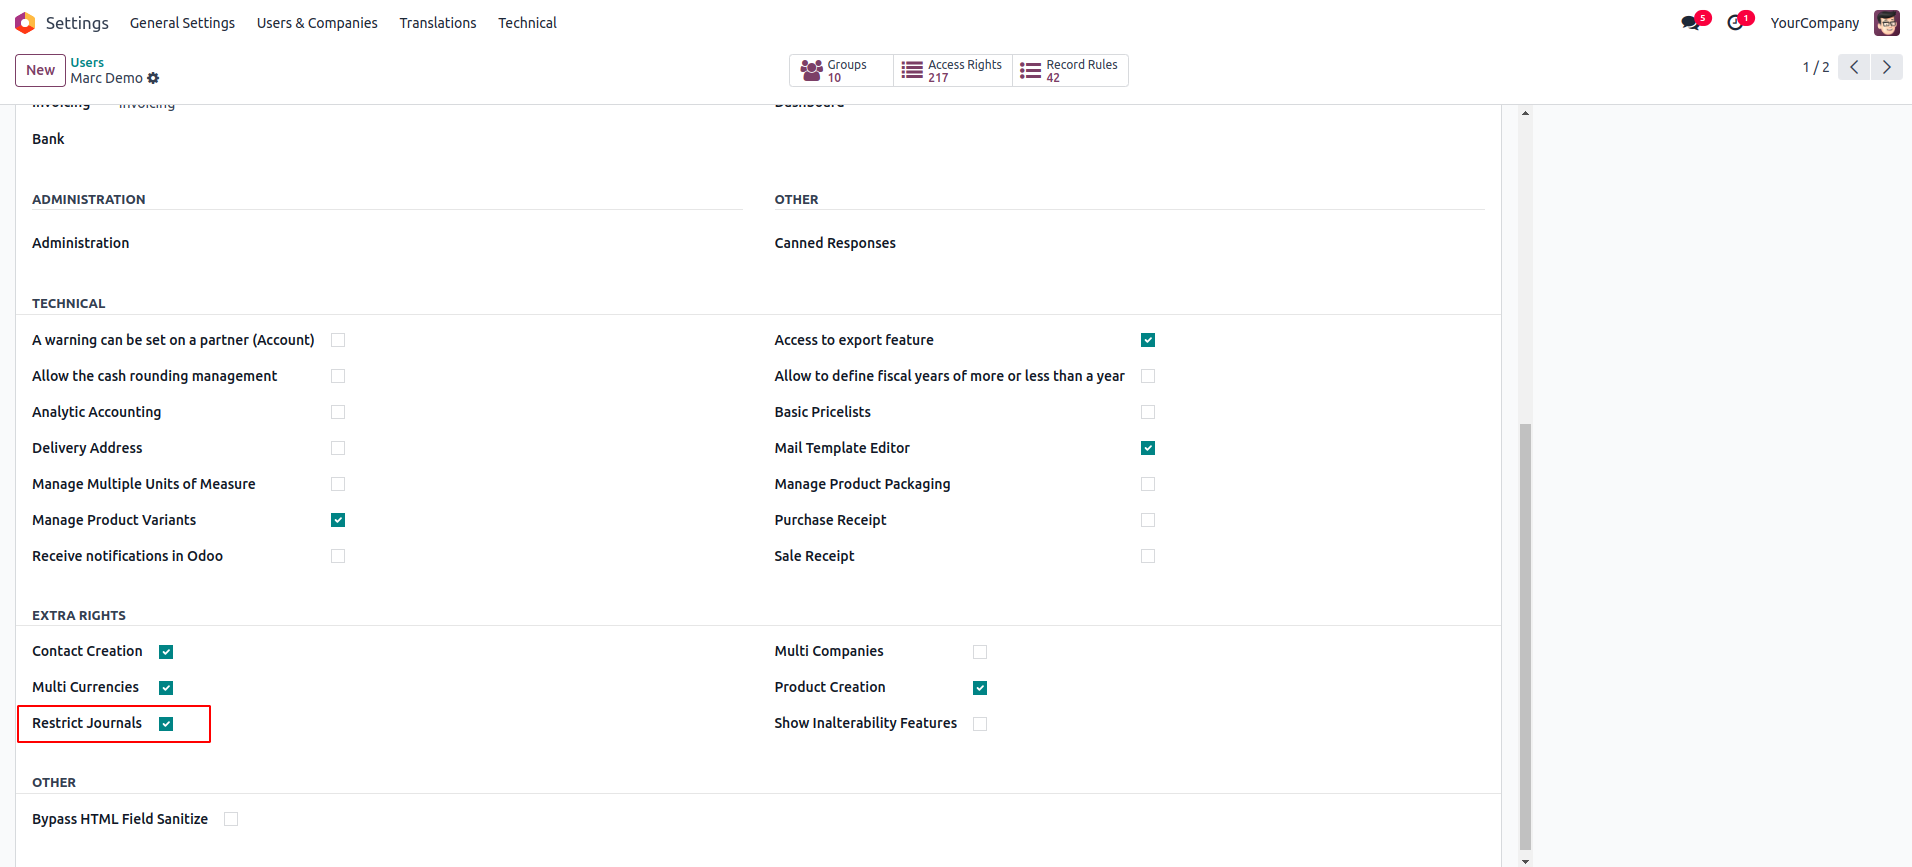 Settings General Settings Users & Companies Translations Technical 5 1 YourCompany
New Users
Marc Demo
Groups 10
Access Rights 217
Record Rules 42
1 / 2
Invoicing Invoicing Dashboard
Bank
ADMINISTRATION
OTHER
Administration
Canned Responses
TECHNICAL
A warning can be set on a partner (Account)
Access to export feature
Allow the cash rounding management
Allow to define fiscal years of more or less than a year
Analytic Accounting
Basic Pricelists
Delivery Address
Mail Template Editor
Manage Multiple Units of Measure
Manage Product Packaging
Manage Product Variants
Purchase Receipt
Receive notifications in Odoo
Sale Receipt
EXTRA RIGHTS
Contact Creation
Multi Companies
Multi Currencies
Product Creation
Restrict Journals
Show Inalterability Features
OTHER
Bypass HTML Field Sanitize